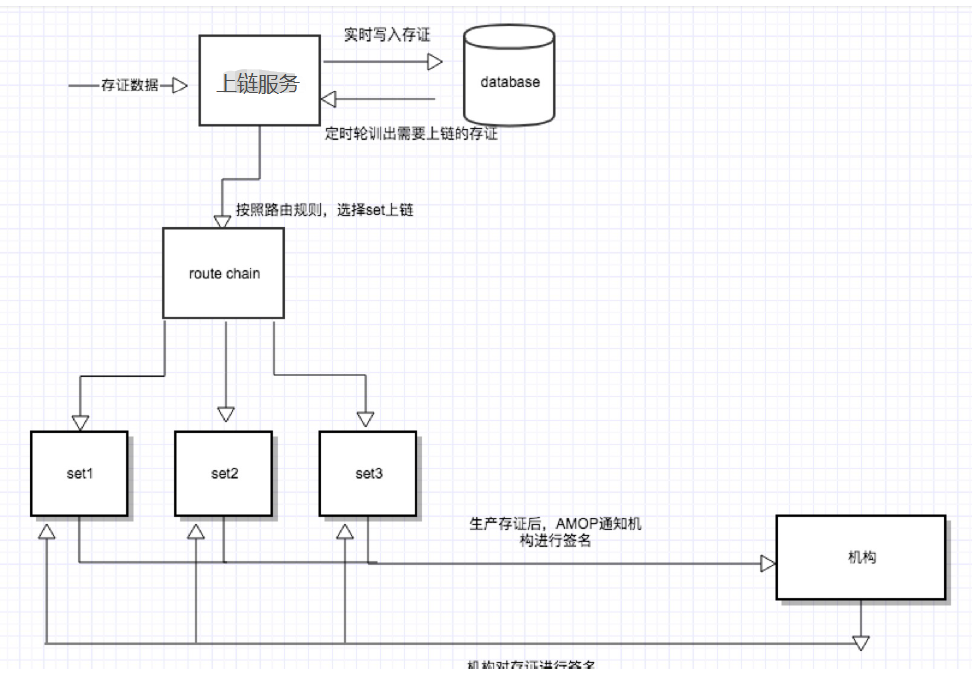 实时写入存证
存证数据
上链服务
database
定时轮训出需要上链的存证
按照路由规则，选择set上链
route chain
set1
set2
set3
生产存证后，AMOP通知机
构进行签名
机构
机构对存证进行签名